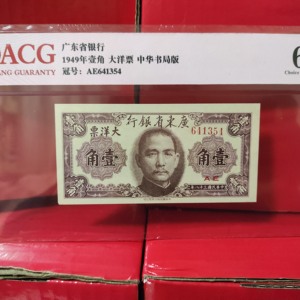 ACG
NG GUARANTY
广东省银行
1949年壹角 大洋票 中华书局版
冠号：AE641354
6
Choice
廣東省銀行
大洋票
641354
壹角
角壹